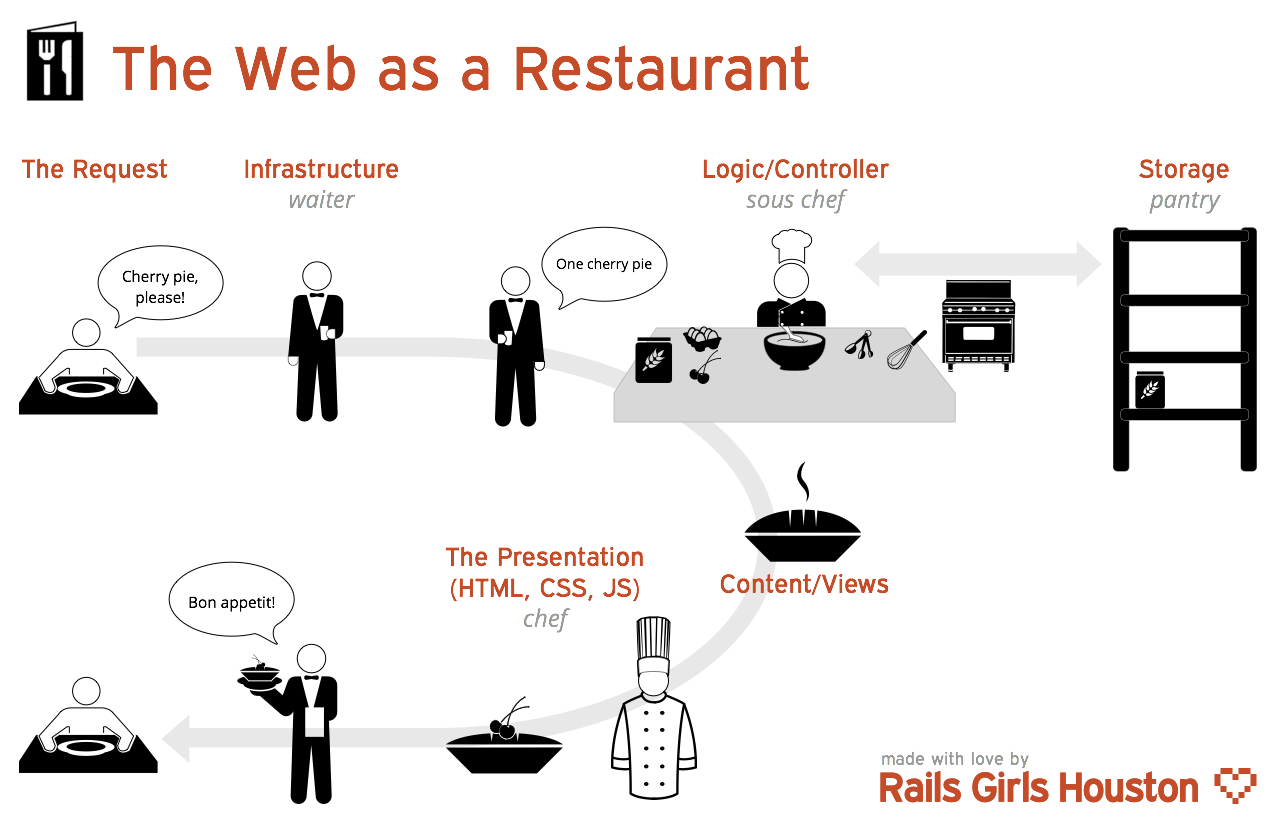 The Web as a Restaurant
The Request
Infrastructure
waiter
Logic/Controller
sous chef
Storage
pantry
Cherry pie,
please!
One cherry pie
Content/Views
The Presentation
(HTML, CSS, JS)
chef
Bon appetit!
made with love by
Rails Girls Houston